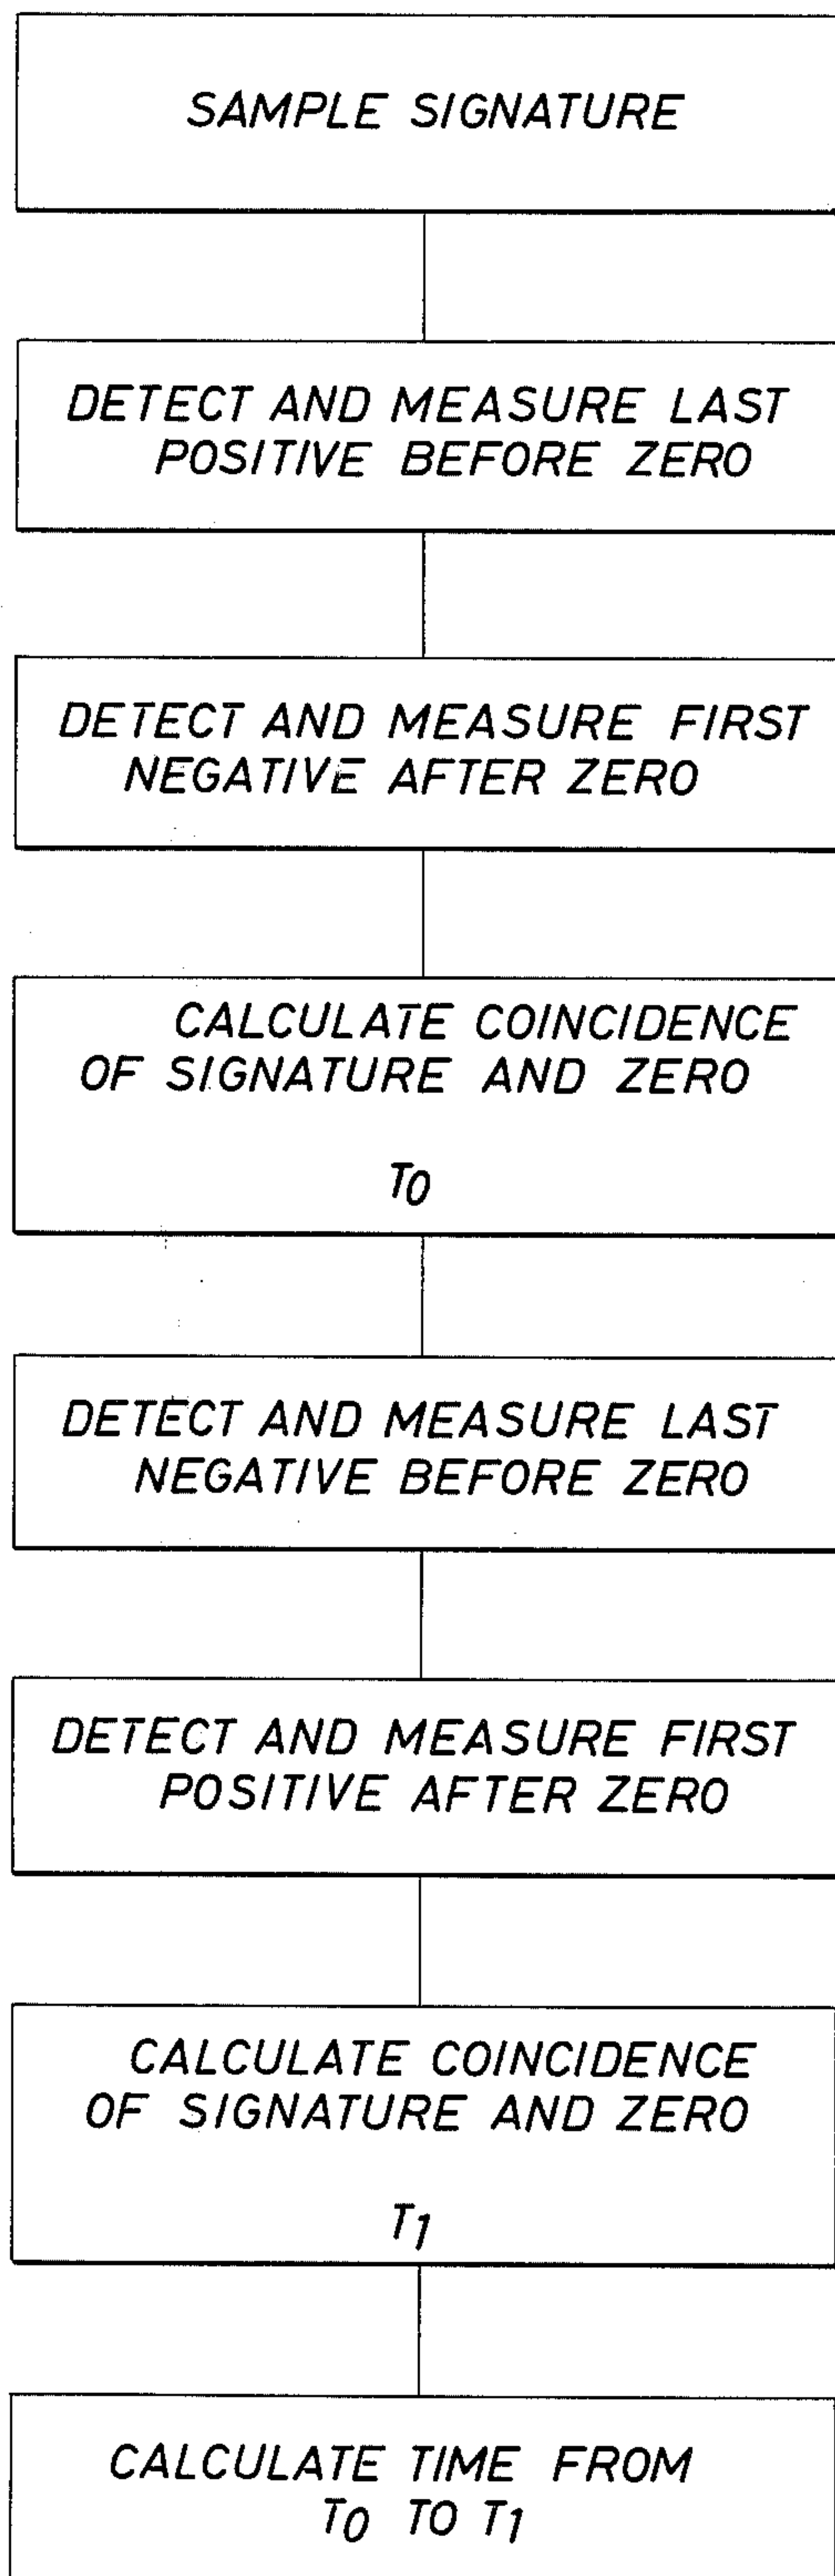 SAMPLE SIGNATURE
DETECT AND MEASURE LAST
POSITIVE BEFORE ZERO
DETECT AND MEASURE FIRST
NEGATIVE AFTER ZERO
CALCULATE COINCIDENCE
OF SIGNATURE AND ZERO
T0
DETECT AND MEASURE LAST
NEGATIVE BEFORE ZERO
DETECT AND MEASURE FIRST
POSITIVE AFTER ZERO
CALCULATE COINCIDENCE
OF SIGNATURE AND ZERO
T1
CALCULATE TIME FROM
T0 TO T1